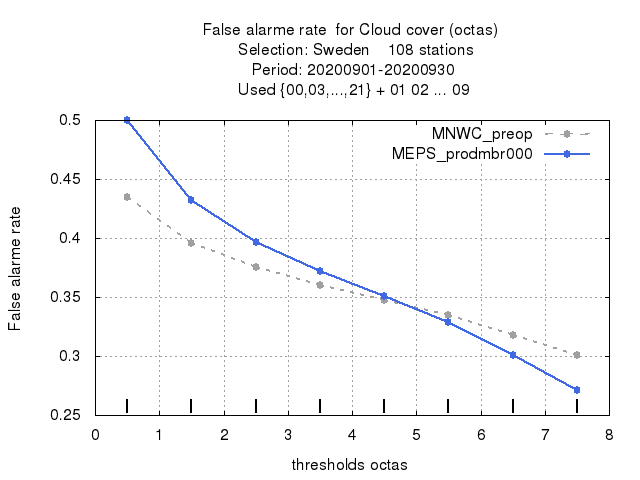 False alarme rate  for Cloud cover (octas)
Selection: Sweden    108 stations
Period: 20200901-20200930
Used {00,03,...,21} + 01 02 ... 09
MNWC_preop
MEPS_prodmbr000
0.5
0.45
0.4
0.35
0.3
0.25
False alarme rate
0 1 2 3 4 5 6 7 8
thresholds octas